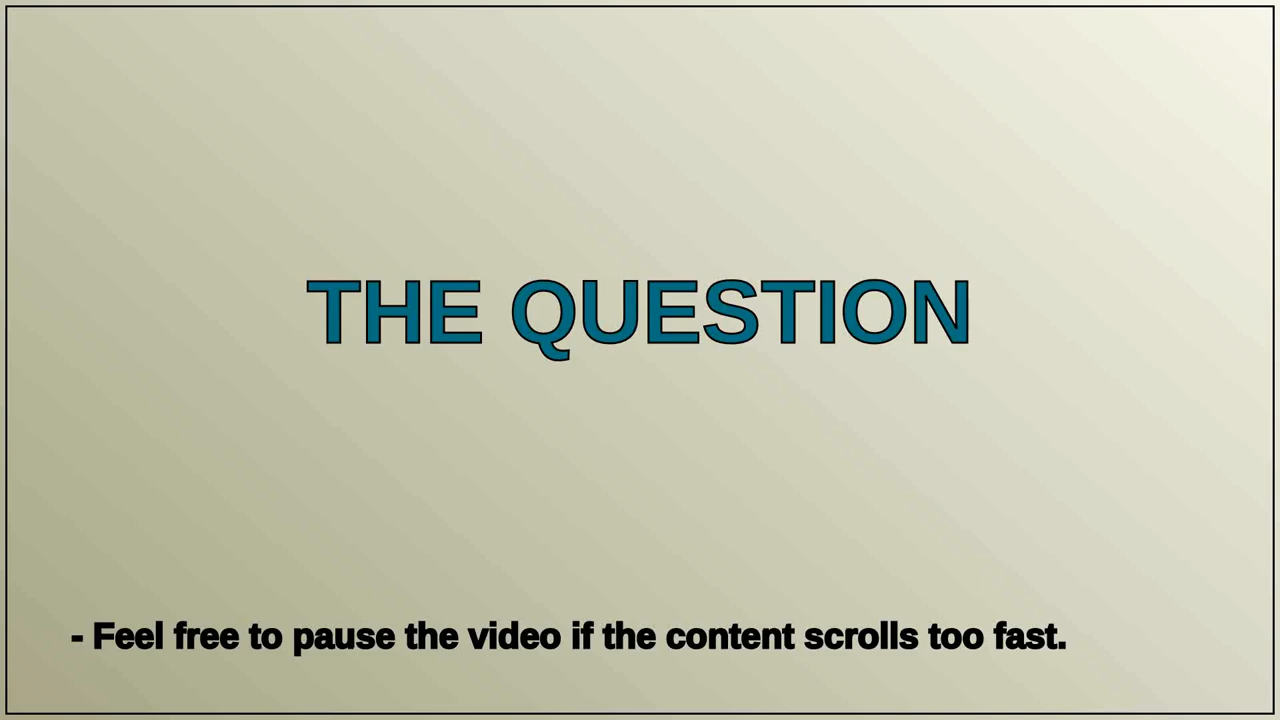 THE QUESTION
- Feel free to pause the video if the content scrolls too fast.